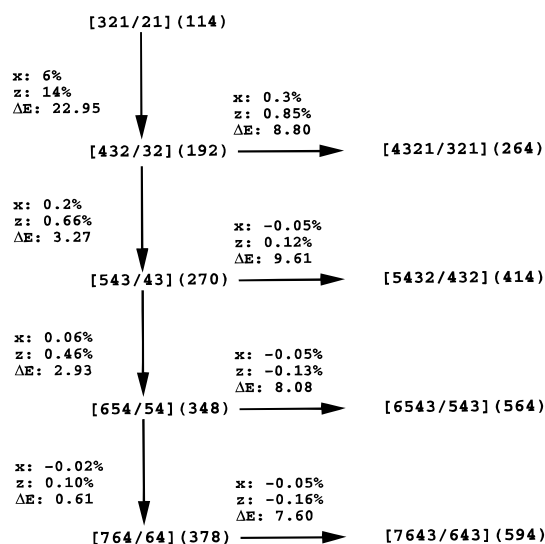 [321/21](114)
x: 6%
z: 14%
ΔE: 22.95
x: 0.3%
z: 0.85%
ΔE: 8.80
[432/32](192)
[4321/321](264)
x: 0.2%
z: 0.66%
ΔE: 3.27
x: -0.05%
z: 0.12%
ΔE: 9.61
[543/43](270)
[5432/432](414)
x: 0.06%
z: 0.46%
ΔE: 2.93
x: -0.05%
z: -0.13%
ΔE: 8.08
[654/54](348)
[6543/543](564)
x: -0.02%
z: 0.10%
ΔE: 0.61
x: -0.05%
z: -0.16%
ΔE: 7.60
[764/64](378)
[7643/643](594)